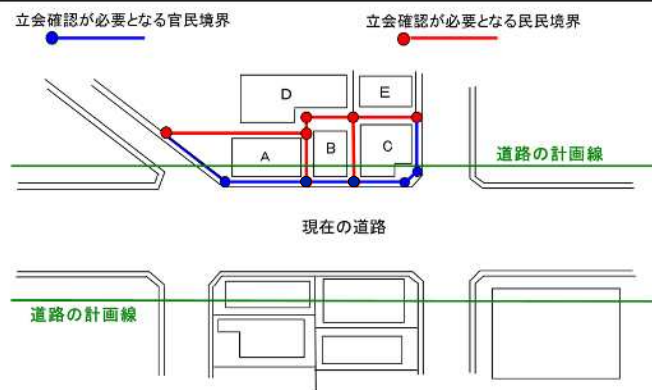 立会確認が必要となる官民境界
立会確認が必要となる民民境界
D
E
A
B
C
道路の計画線
現在の道路
道路の計画線